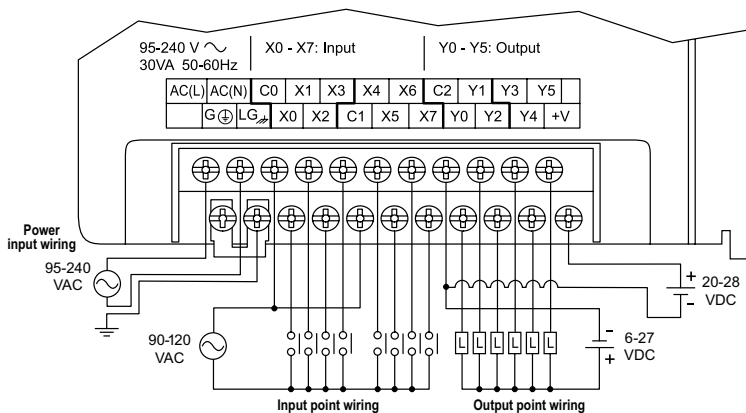 95-240 V X0 - X7: Input Y0 - Y5: Output
30VA 50-60Hz
AC(L) AC(N) C0 X1 X3 X4 X6 C2 Y1 Y3 Y5
G LG X0 X2 C1 X5 X7 Y0 Y2 Y4 +V
Power
input wiring
95-240
VAC
90-120
VAC
L L L L L L
+
-
20-28
VDC
-
+
6-27
VDC
Input point wiring
Output point wiring